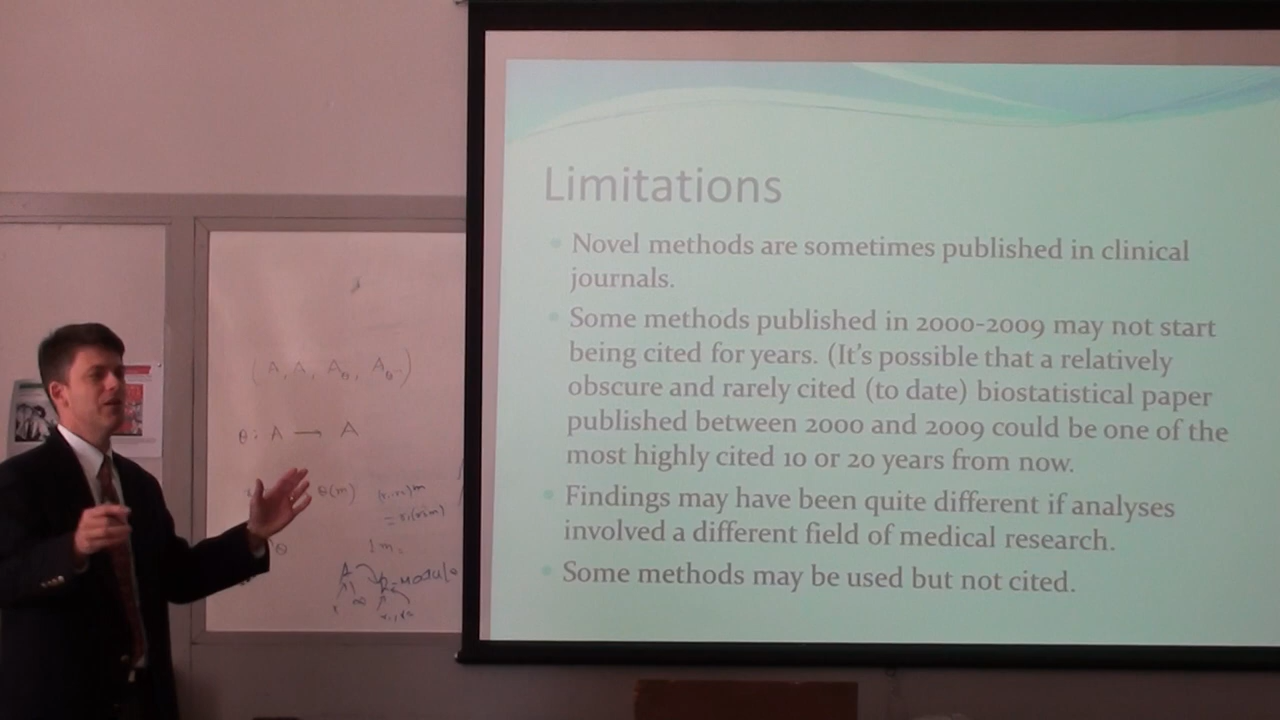 Limitations
Novel methods are sometimes published in clinical
journals.
Some methods published in 2000-2009 may not start
being cited for years. (It's possible that a relatively
obscure and rarely cited (to date) biostatistical paper
published between 2000 and 2009 could be one of the
most highly cited 10 or 20 years from now.
Findings may have been quite different if analyses
involved a different field of medical research.
Some methods may be used but not cited.
θ: A → A
θ(m)
R-module